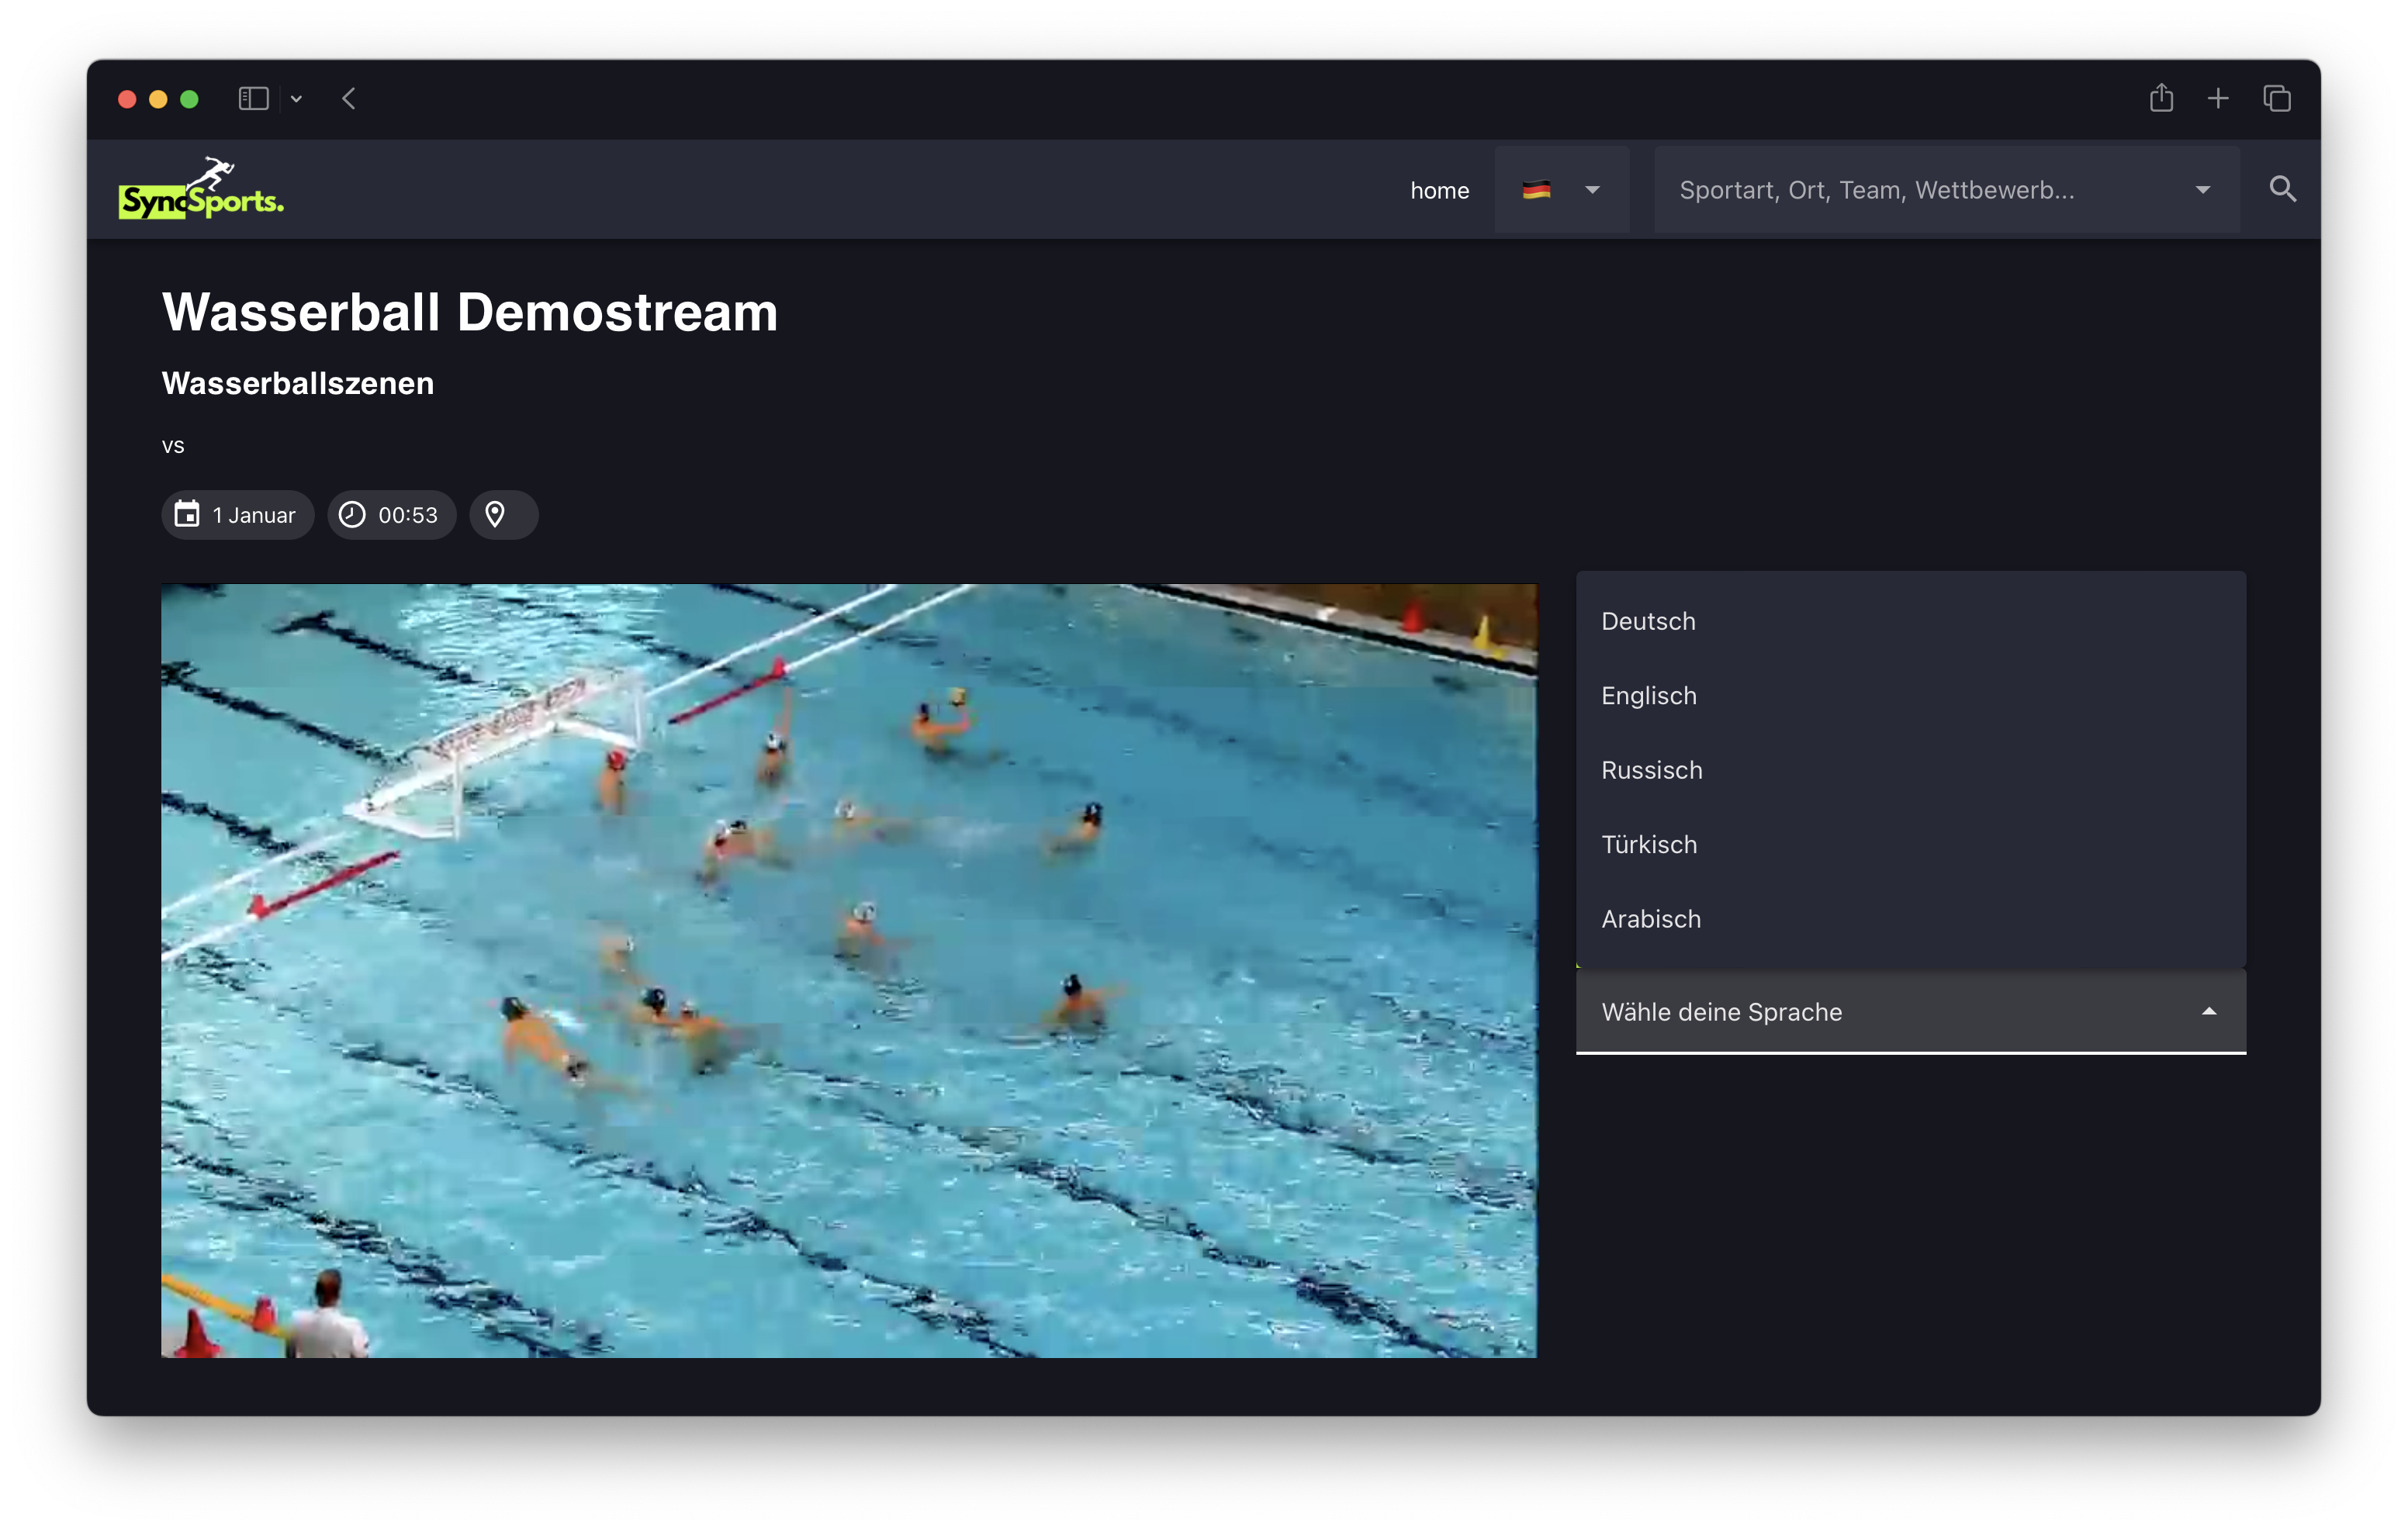 SyncSports.
home
Sportart, Ort, Team, Wettbewerb...
Wasserball Demostream
Wasserballszenen
vs
1 Januar 00:53
Deutsch
Englisch
Russisch
Türkisch
Arabisch
Wähle deine Sprache